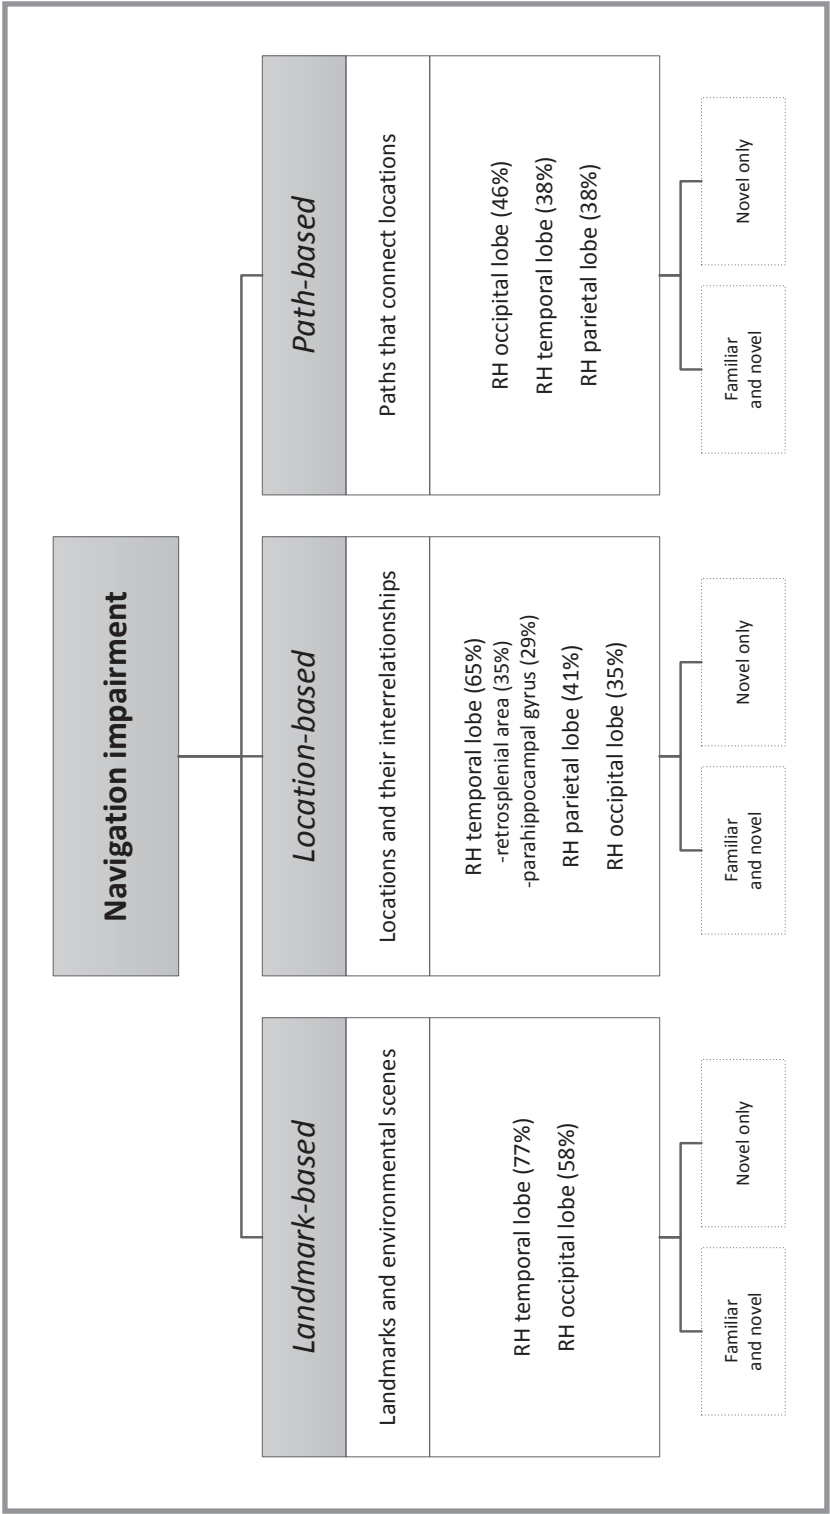 Navigation impairment
Landmark-based
Landmarks and environmental scenes
RH temporal lobe (77%)
RH occipital lobe (58%)
Familiar
and novel
Novel only
Location-based
Locations and their interrelationships
RH temporal lobe (65%)
-retrosplenial area (35%)
-parahippocampal gyrus (29%)
RH parietal lobe (41%)
RH occipital lobe (35%)
Familiar
and novel
Novel only
Path-based
Paths that connect locations
RH occipital lobe (46%)
RH temporal lobe (38%)
RH parietal lobe (38%)
Familiar
and novel
Novel only